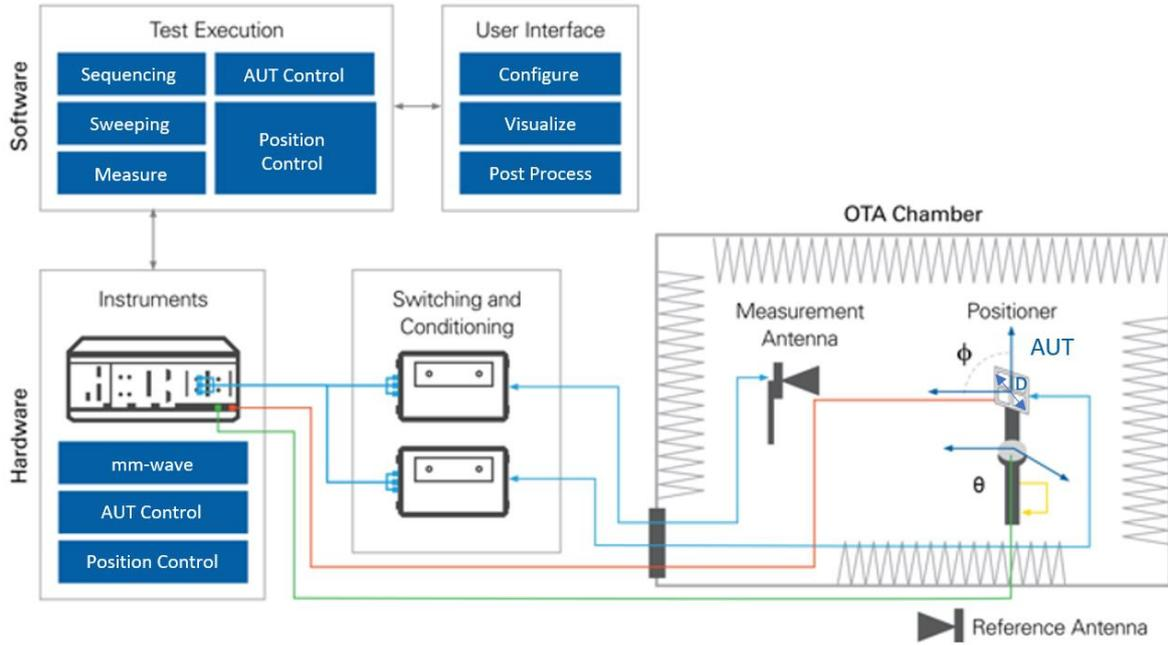 Software
Test Execution
Sequencing
AUT Control
Sweeping
Position
Control
Measure
User Interface
Configure
Visualize
Post Process
Hardware
Instruments
mm-wave
AUT Control
Position Control
Switching and
Conditioning
OTA Chamber
Measurement
Antenna
Positioner
ϕ
AUT
D
θ
Reference Antenna